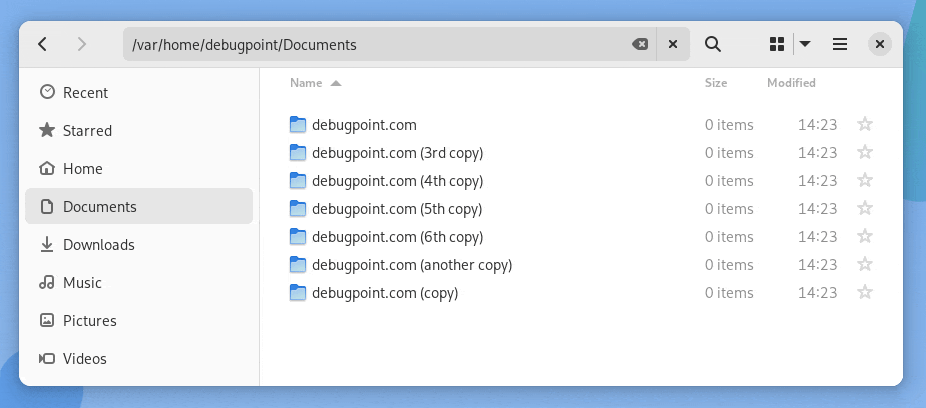 /var/home/debugpoint/Documents
Recent
Starred
Home
Documents
Downloads
Music
Pictures
Videos
Name Size Modified
debugpoint.com 0 items 14:23
debugpoint.com (3rd copy) 0 items 14:23
debugpoint.com (4th copy) 0 items 14:23
debugpoint.com (5th copy) 0 items 14:23
debugpoint.com (6th copy) 0 items 14:23
debugpoint.com (another copy) 0 items 14:23
debugpoint.com (copy) 0 items 14:23